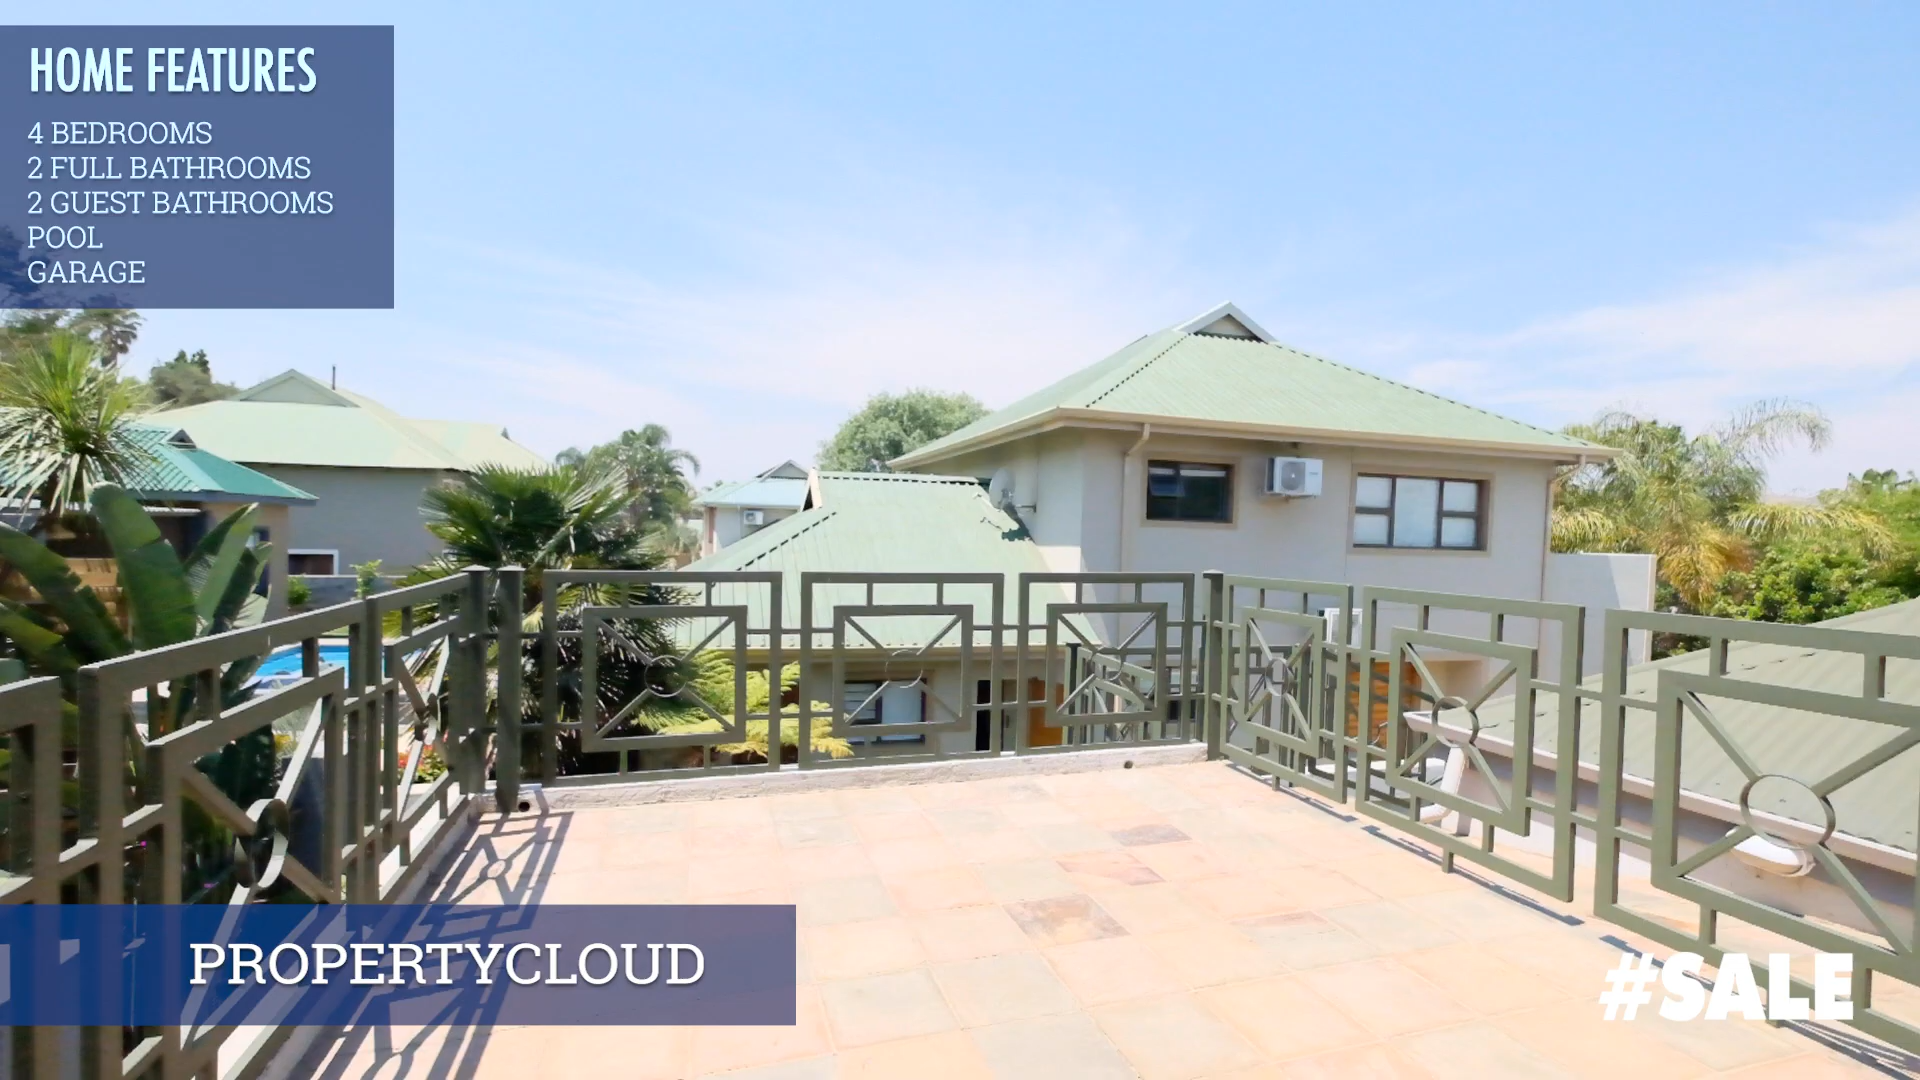 HOME FEATURES
4 BEDROOMS
2 FULL BATHROOMS
2 GUEST BATHROOMS
POOL
GARAGE
PROPERTYCLOUD
#SALE